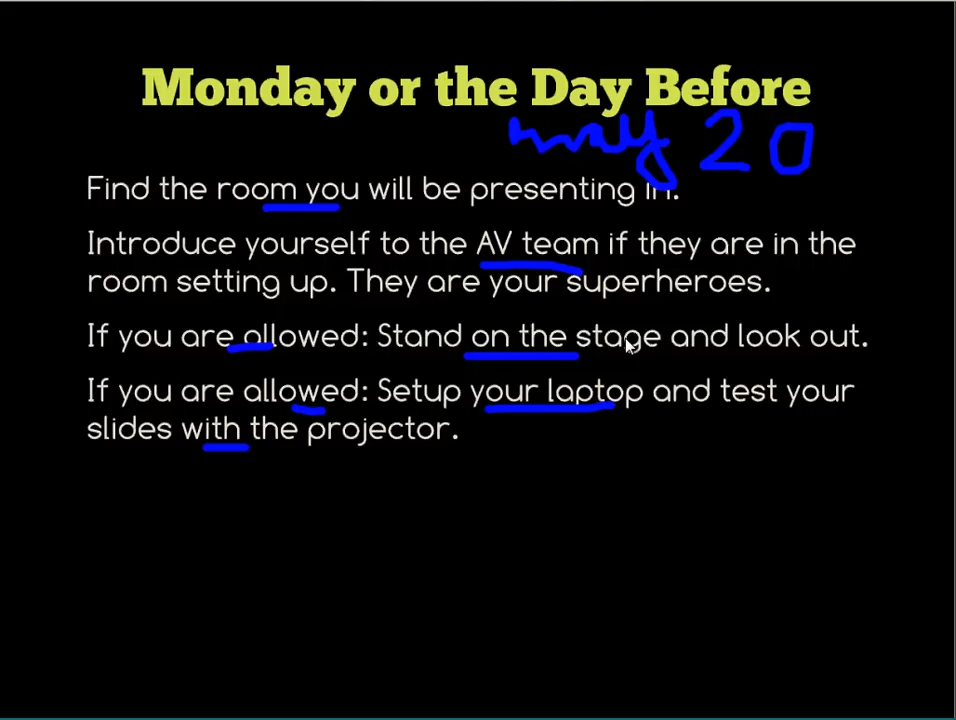 Monday or the Day Before
may 20
Find the room you will be presenting in.
Introduce yourself to the AV team if they are in the
room setting up. They are your superheroes.
If you are allowed: Stand on the stage and look out.
If you are allowed: Setup your laptop and test your
slides with the projector.